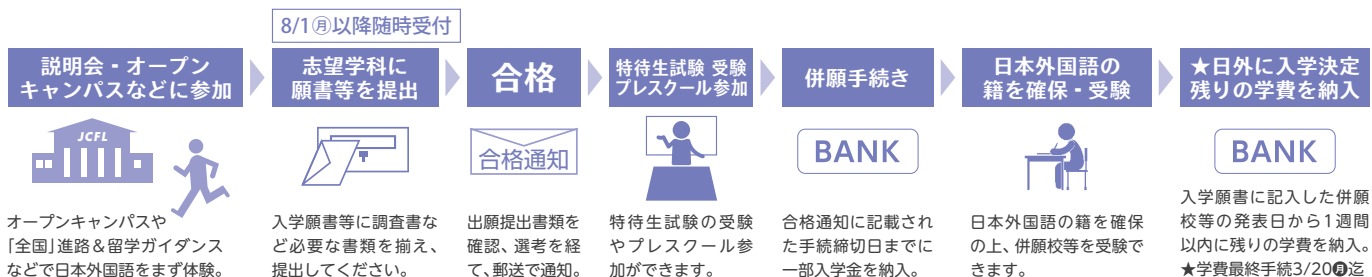 8/1㊊以降随時受付
説明会・オープン
キャンパスなどに参加
志望学科に
願書等を提出
合格
特待生試験 受験
プレスクール参加
併願手続き
日本外国語の
籍を確保・受験
★日外に入学決定
残りの学費を納入
JCFL
合格通知
BANK
BANK
オープンキャンパスや
「全国」進路&留学ガイダンス
などで日本外国語をまず体験。
入学願書等に調査書な
ど必要な書類を揃え、
提出してください。
出願提出書類を
確認、選考を経
て、郵送で通知。
特待生試験の受験
やプレスクール参
加ができます。
合格通知に記載され
た手続締切日までに
一部入学金を納入。
日本外国語の籍を確保
の上、併願校等を受験で
きます。
入学願書に記入した併願
校等の発表日から1週間
以内に残りの学費を納入。
★学費最終手続3/20㊊迄